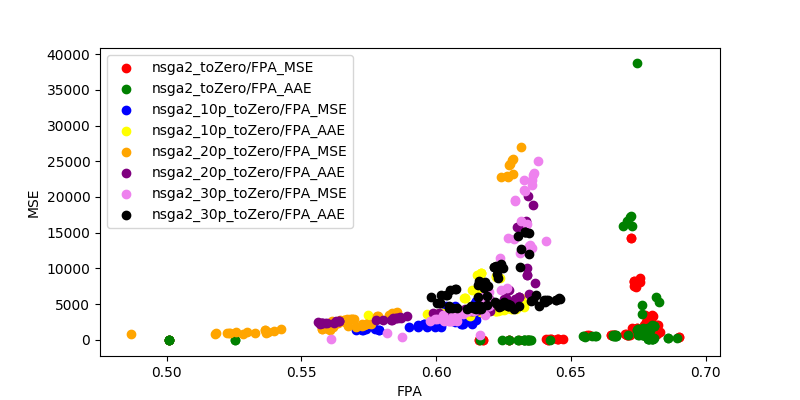 40000
35000
30000
25000
20000
15000
10000
5000
0
MSE
nsga2_toZero/FPA_MSE
nsga2_toZero/FPA_AAE
nsga2_10p_toZero/FPA_MSE
nsga2_10p_toZero/FPA_AAE
nsga2_20p_toZero/FPA_MSE
nsga2_20p_toZero/FPA_AAE
nsga2_30p_toZero/FPA_MSE
nsga2_30p_toZero/FPA_AAE
0.50 0.55 0.60 0.65 0.70
FPA